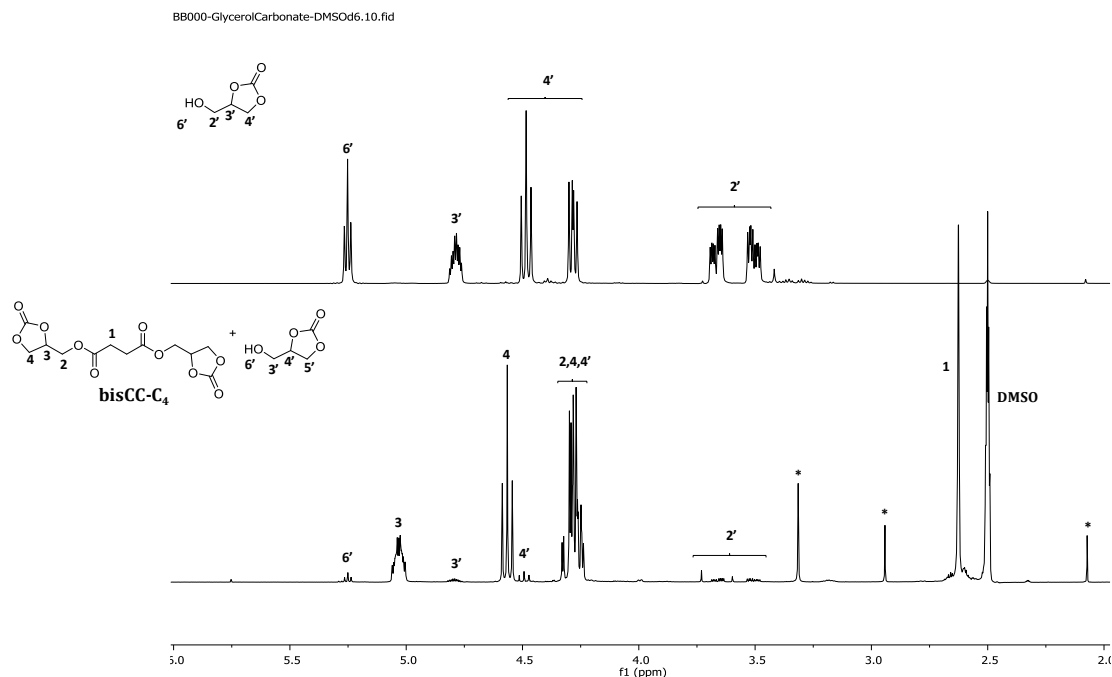 BB000-GlycerolCarbonate-DMSOd6.10.fid
O
O
HO
O
3'
2'
4'
6'
4'
6'
3'
2'
O
O
O
1
O
O
O
3
4
2
O
O
O
O
O
+
O
O
HO
O
4'
6'
3'
5'
bisCC-C4
3
4
2,4,4'
1
DMSO
*
*
*
6'
3'
4'
2'
5.0 5.5 5.0 4.5 4.0 3.5 3.0 2.5 2.0
f1 (ppm)